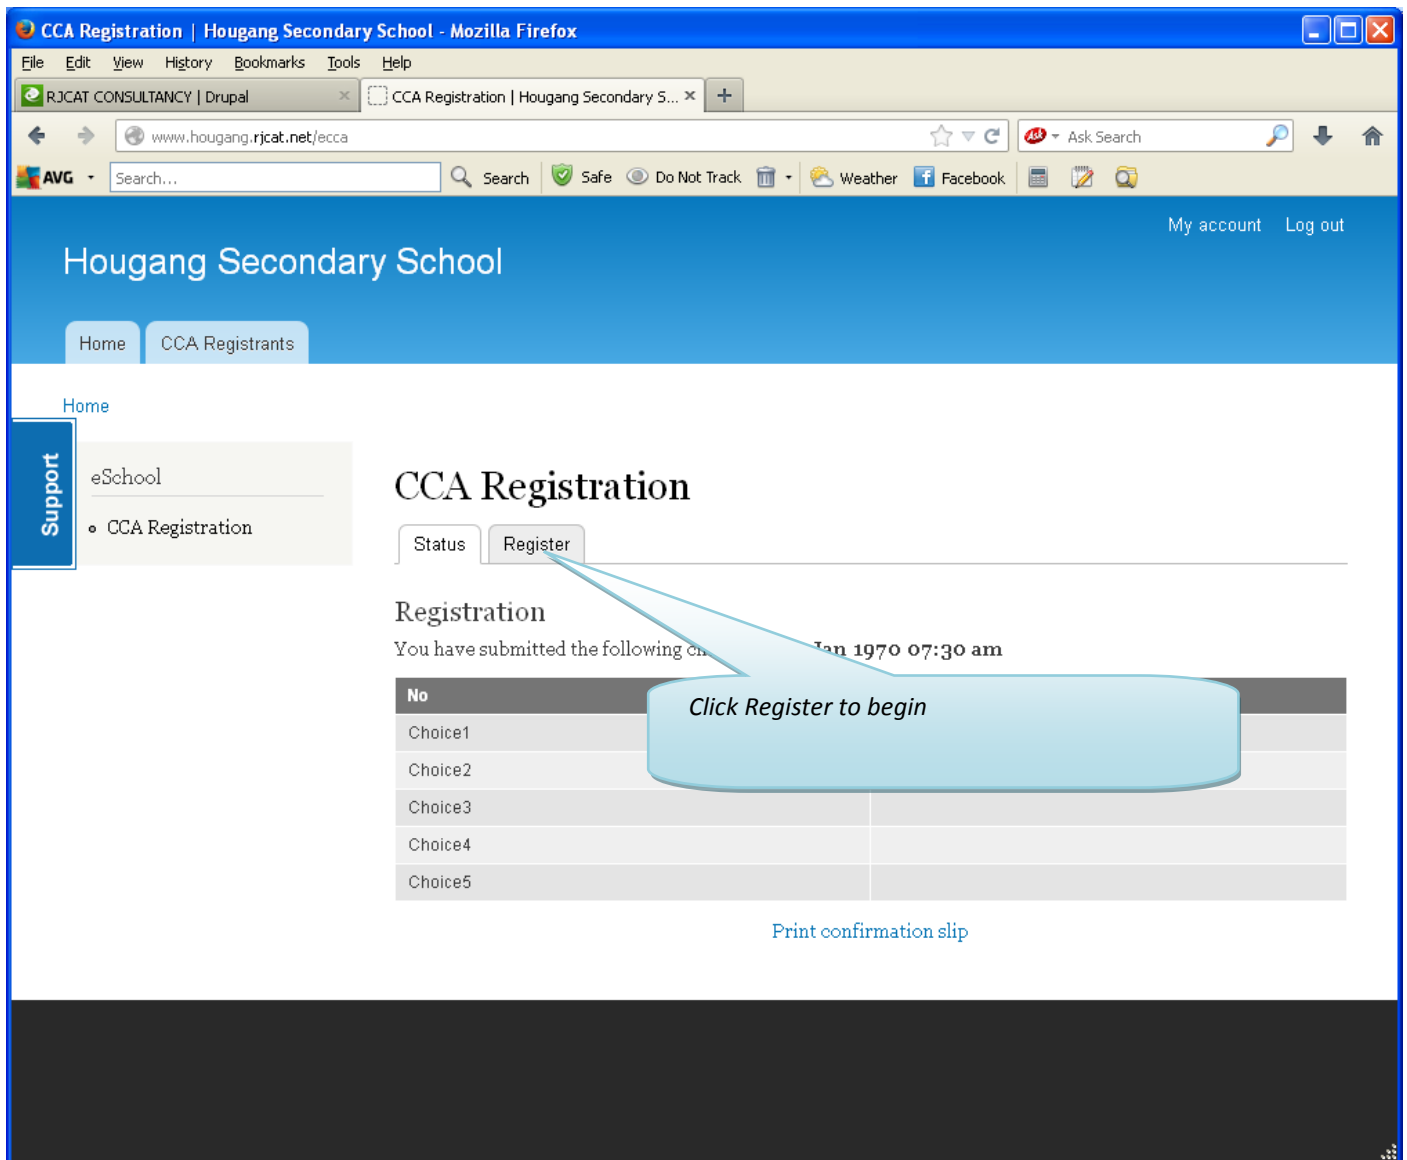 CCA Registration | Hougang Secondary School - Mozilla Firefox
File Edit View History Bookmarks Tools Help
RJCAT CONSULTANCY | Drupal CCA Registration | Hougang Secondary S...
www.hougang.rjcat.net/ecca Ask Ask Search
AVG Search... Search Safe Do Not Track Weather Facebook
My account Log out
Hougang Secondary School
Home CCA Registrants
Home
Support
eSchool
CCA Registration
CCA Registration
Status Register
Registration
You have submitted the following Jan 1970 07:30 am
No
Click Register to begin
Choice1
Choice2
Choice3
Choice4
Choice5
Print confirmation slip